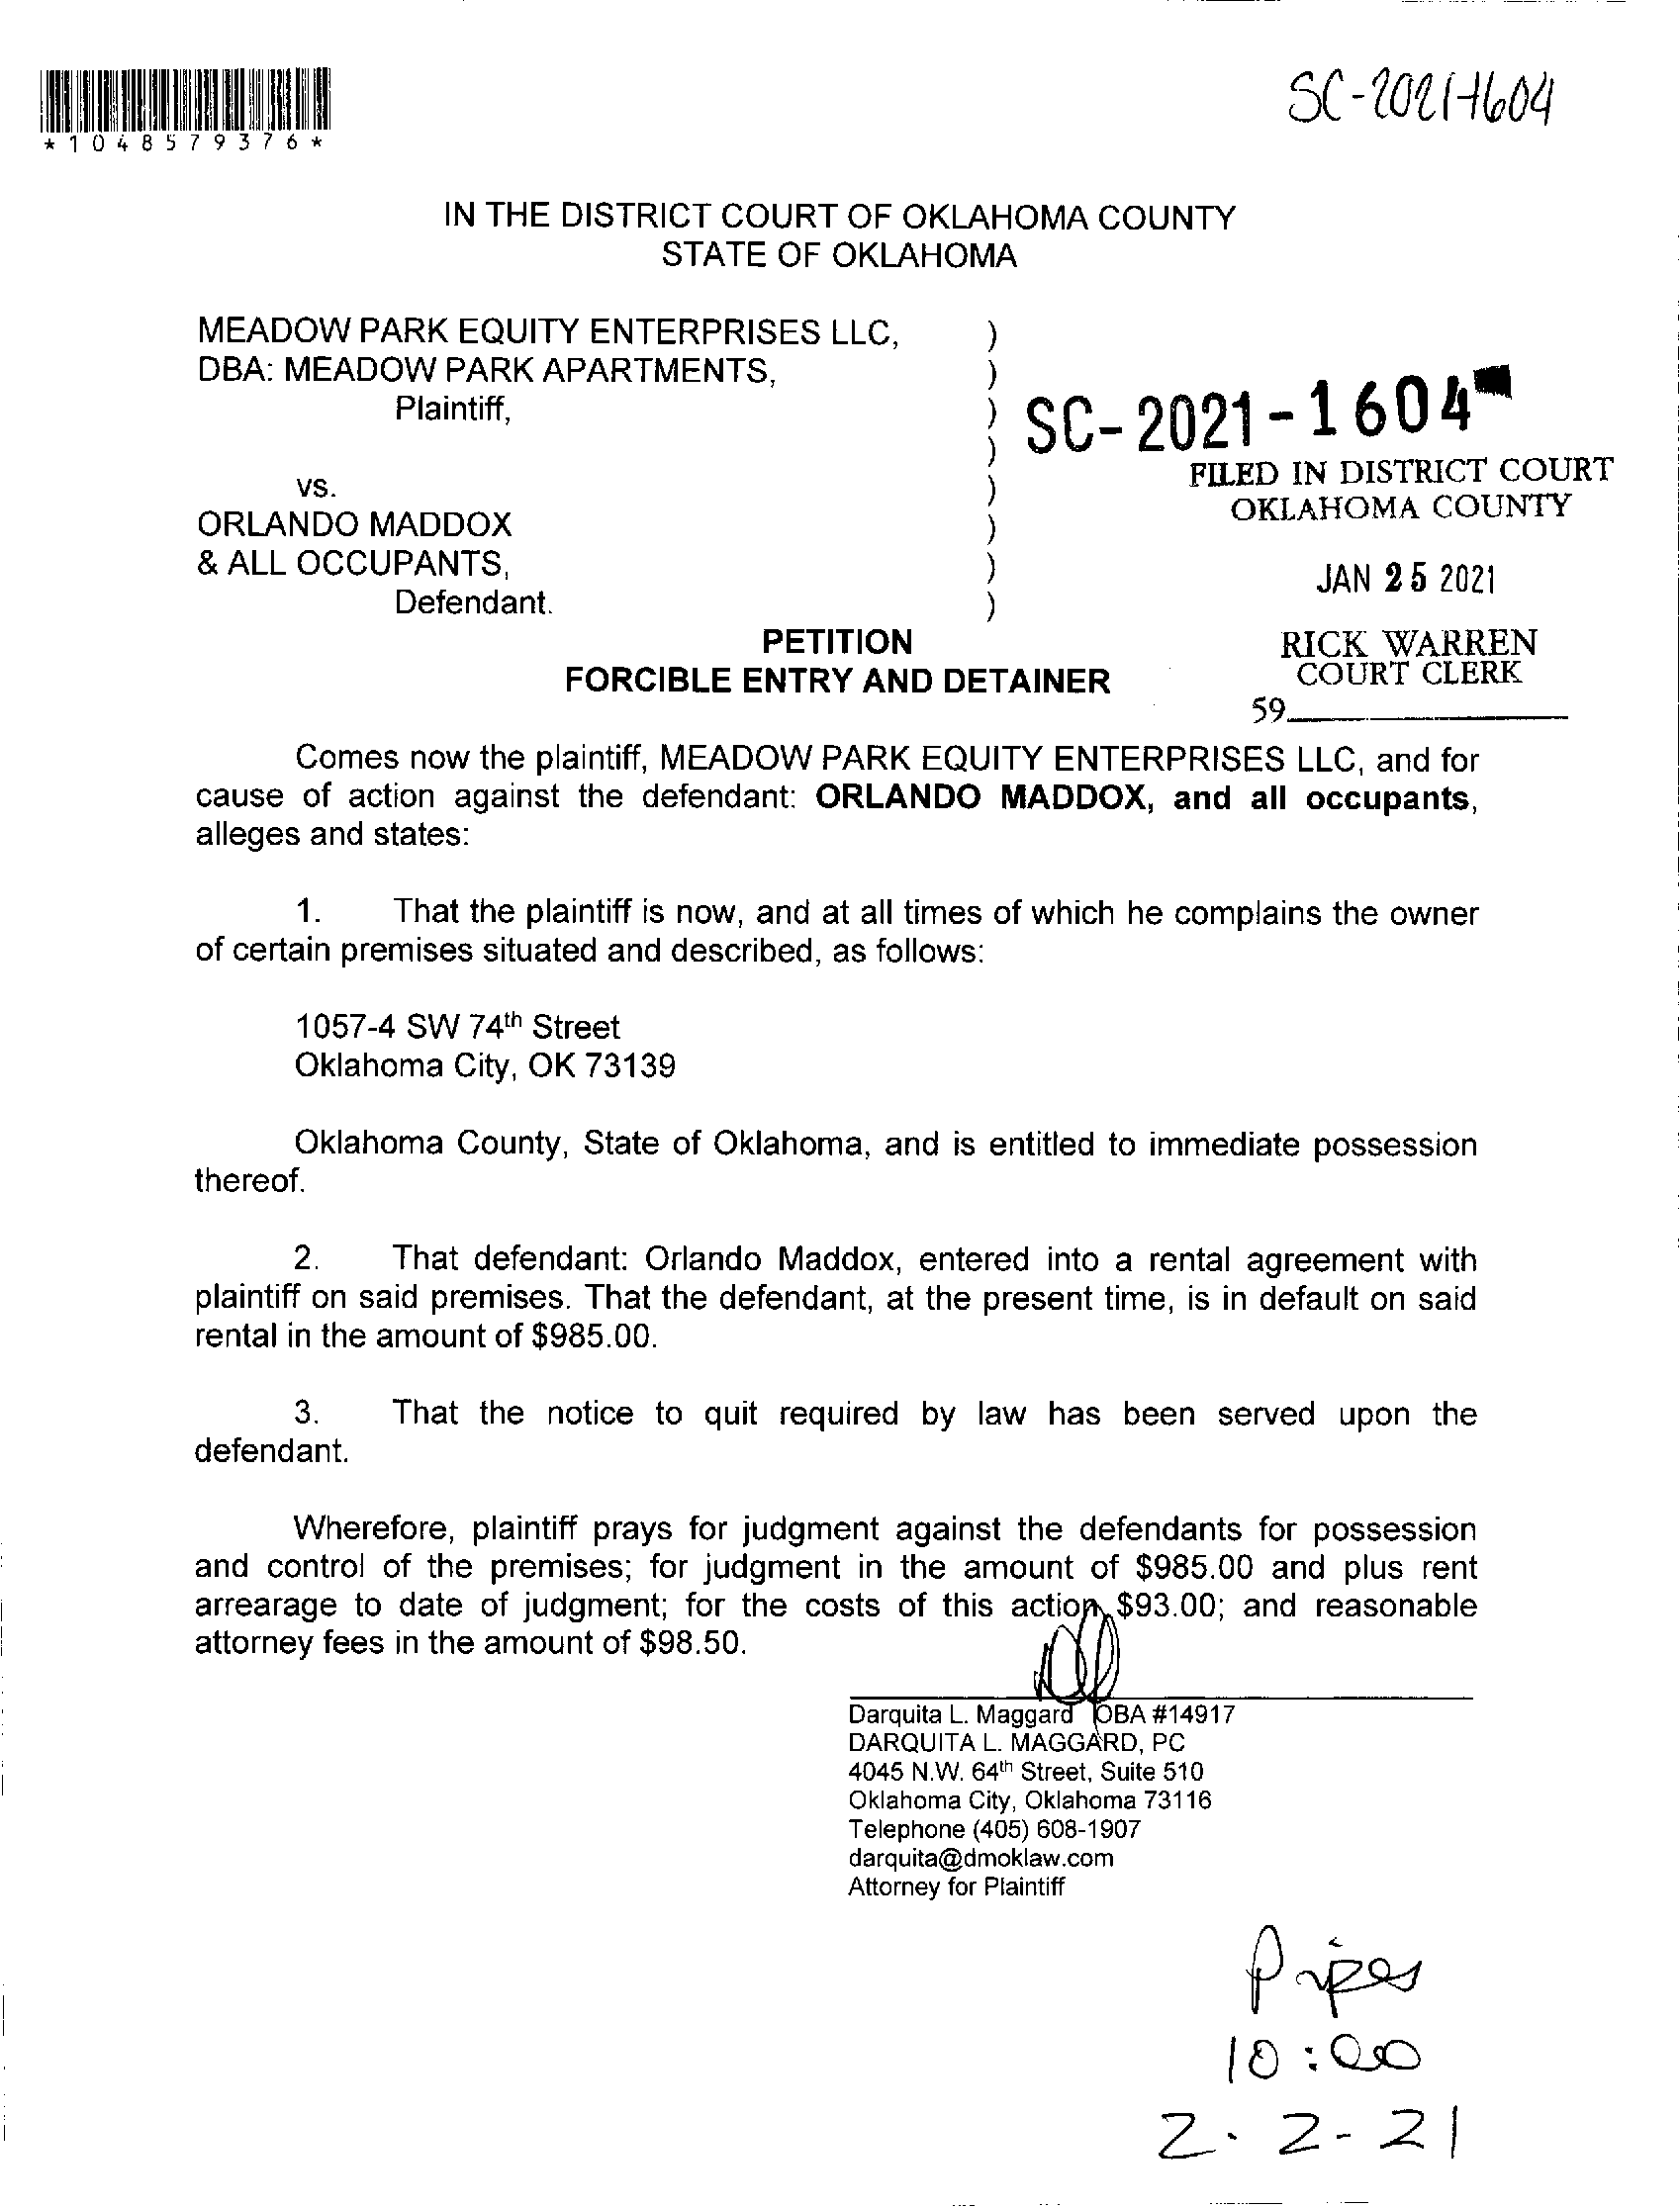 *1048579376*
SC-2021-1604
IN THE DISTRICT COURT OF OKLAHOMA COUNTY
STATE OF OKLAHOMA
MEADOW PARK EQUITY ENTERPRISES LLC, )
DBA: MEADOW PARK APARTMENTS, )
Plaintiff, )
)
vs. )
ORLANDO MADDOX )
& ALL OCCUPANTS, )
Defendant. )
SC-2021-1604
FILED IN DISTRICT COURT
OKLAHOMA COUNTY
JAN 25 2021
RICK WARREN
COURT CLERK
59
PETITION
FORCIBLE ENTRY AND DETAINER
Comes now the plaintiff, MEADOW PARK EQUITY ENTERPRISES LLC, and for
cause of action against the defendant: ORLANDO MADDOX, and all occupants,
alleges and states:
1. That the plaintiff is now, and at all times of which he complains the owner
of certain premises situated and described, as follows:
1057-4 SW 74th Street
Oklahoma City, OK 73139
Oklahoma County, State of Oklahoma, and is entitled to immediate possession
thereof.
2. That defendant: Orlando Maddox, entered into a rental agreement with
plaintiff on said premises. That the defendant, at the present time, is in default on said
rental in the amount of $985.00.
3. That the notice to quit required by law has been served upon the
defendant.
Wherefore, plaintiff prays for judgment against the defendants for possession
and control of the premises; for judgment in the amount of $985.00 and plus rent
arrearage to date of judgment; for the costs of this action, $93.00; and reasonable
attorney fees in the amount of $98.50.
Darquita L. Maggard OBA #14917
DARQUITA L. MAGGARD, PC
4045 N.W. 64th Street, Suite 510
Oklahoma City, Oklahoma 73116
Telephone (405) 608-1907
darquita@dmoklaw.com
Attorney for Plaintiff
Pipes
10:00
2-2-21